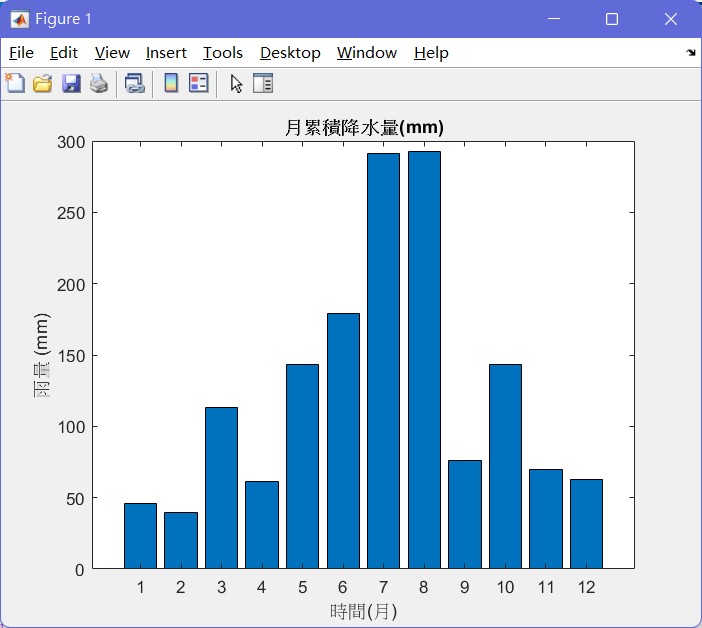 Figure 1
File Edit View Insert Tools Desktop Window Help
月累積降水量(mm)
300
250
200
150
100
50
0
雨量 (mm)
1 2 3 4 5 6 7 8 9 10 11 12
時間(月)